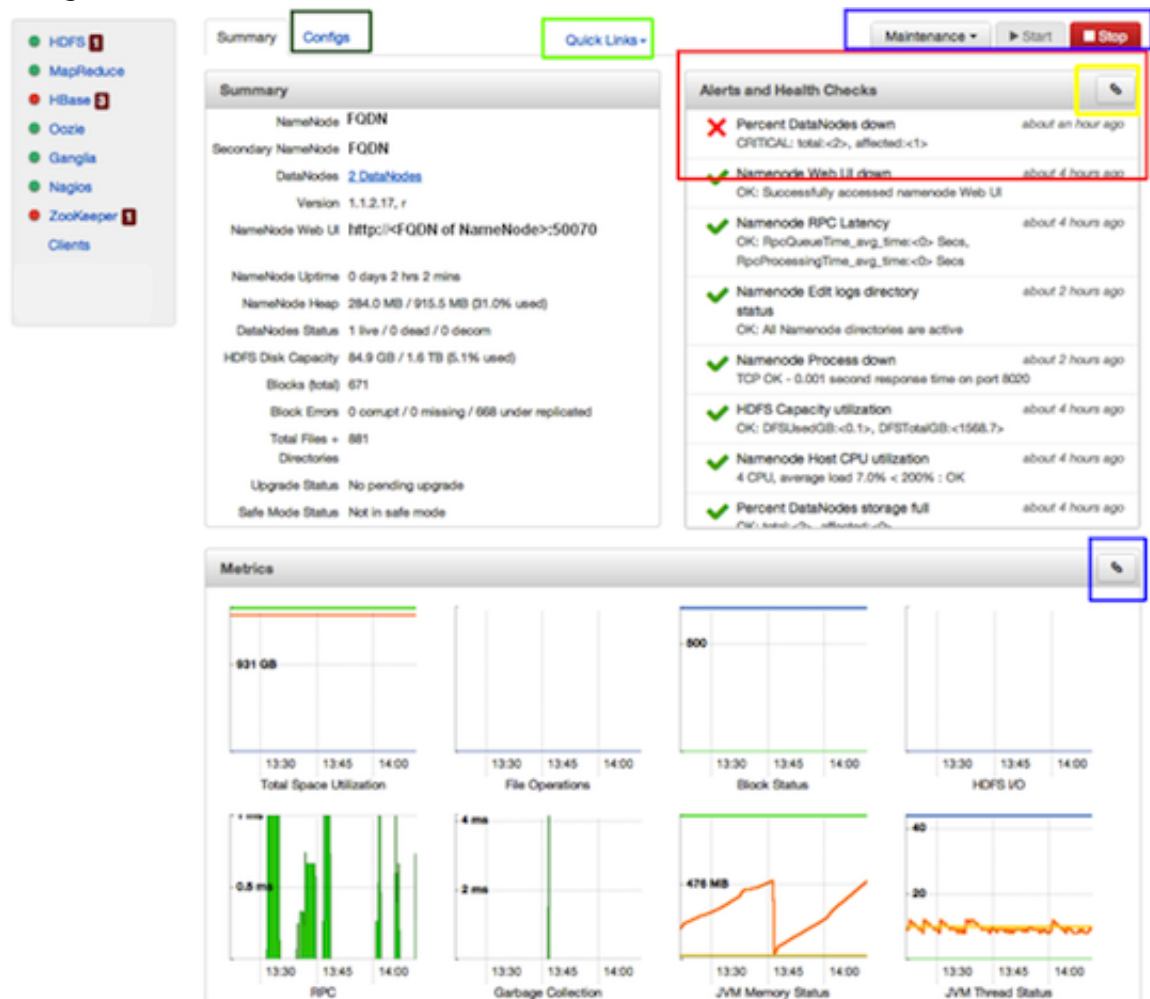 HDFS 1
MapReduce
HBase 3
Oozie
Ganglia
Nagios
ZooKeeper 1
Clients
Summary
Configs
Quick Links
Maintenance
Start
Stop
Summary
NameNode FQDN
Secondary NameNode FQDN
DataNodes 2 DataNodes
Version 1.1.2.17, r
NameNode Web UI http://<FQDN of NameNode>:50070
NameNode Uptime 0 days 2 hrs 2 mins
NameNode Heap 284.0 MB / 915.5 MB (31.0% used)
DataNodes Status 1 live / 0 dead / 0 decom
HDFS Disk Capacity 84.9 GB / 1.6 TB (5.1% used)
Blocks (total) 671
Block Errors 0 corrupt / 0 missing / 668 under replicated
Total Files + 881
Directories
Upgrade Status No pending upgrade
Safe Mode Status Not in safe mode
Alerts and Health Checks
Percent DataNodes down about an hour ago
CRITICAL: total:<2>, affected:<1>
Namenode Web UI down about 4 hours ago
OK: Successfully accessed namenode Web UI
Namenode RPC Latency about 4 hours ago
OK: RpcQueueTime_avg_time:<0> Secs,
RpcProcessingTime_avg_time:<0> Secs
Namenode Edit logs directory about 2 hours ago
status
OK: All Namenode directories are active
Namenode Process down about 2 hours ago
TCP OK - 0.001 second response time on port 8020
HDFS Capacity utilization about 4 hours ago
OK: DFSUsedGB:<0.1>, DFSTotalGB:<1568.7>
Namenode Host CPU utilization about 4 hours ago
4 CPU, average load 7.0% < 200% : OK
Percent DataNodes storage full about 4 hours ago
OK: total:<2>, affected:<0>
Metrics
931 GB
13:30 13:45 14:00
Total Space Utilization
13:30 13:45 14:00
File Operations
500
13:30 13:45 14:00
Block Status
13:30 13:45 14:00
HDFS I/O
1 ms
0.5 ms
13:30 13:45 14:00
RPC
4 ms
2 ms
13:30 13:45 14:00
Garbage Collection
476 MB
13:30 13:45 14:00
JVM Memory Status
40
20
13:30 13:45 14:00
JVM Thread Status